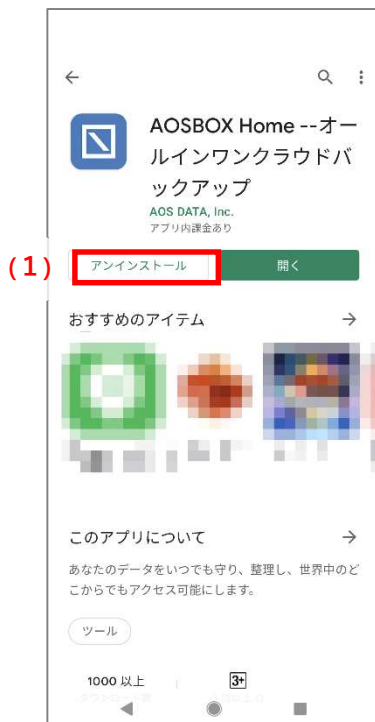 AOSBOX Home --オー
ルインワンクラウドバ
ックアップ
AOS DATA, Inc.
アプリ内課金あり
(1)
アンインストール
開く
おすすめのアイテム
このアプリについて
あなたのデータをいつでも守り、整理し、世界中のど
こからでもアクセス可能にします。
ツール
1000 以上
3+